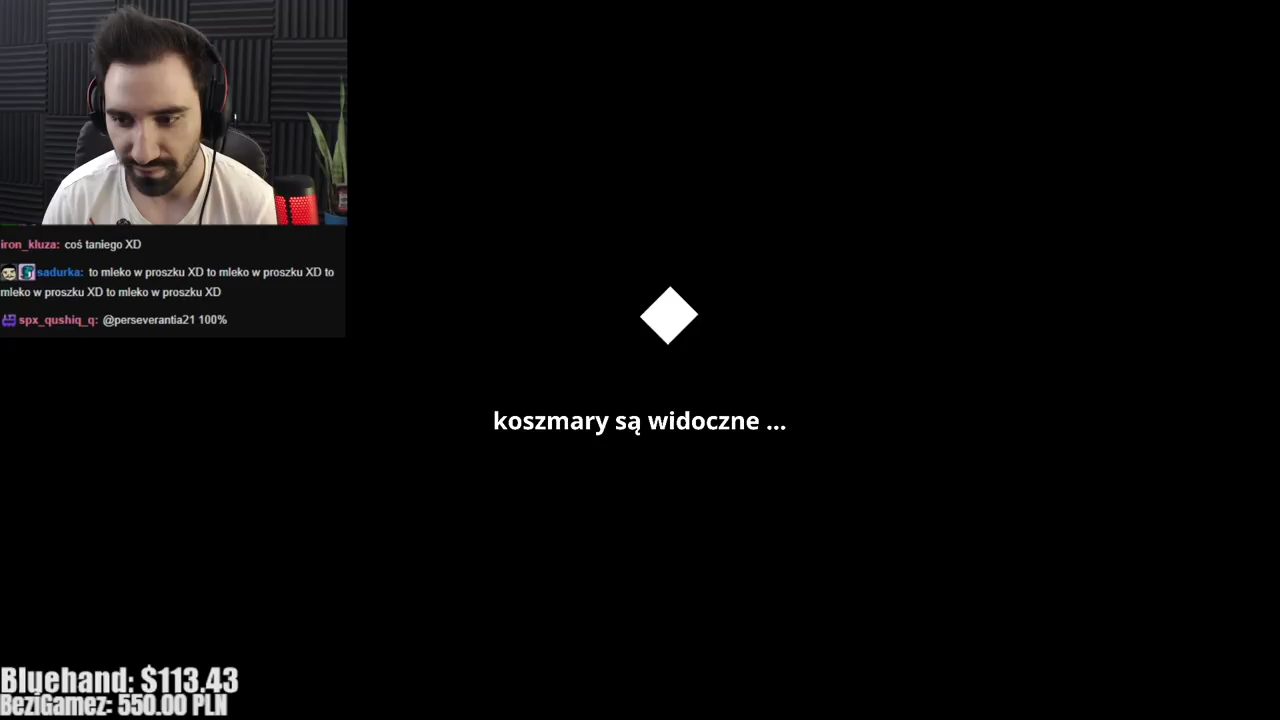 iron_kluza: coś taniego XD
sadurka: to mleko w proszku XD to mleko w proszku XD to
mleko w proszku XD to mleko w proszku XD
spx_qushiq_q: @perseverantia21 100%
koszmary są widoczne ...
Bluehand: $113.43
BeziGamez: 550.00 PLN